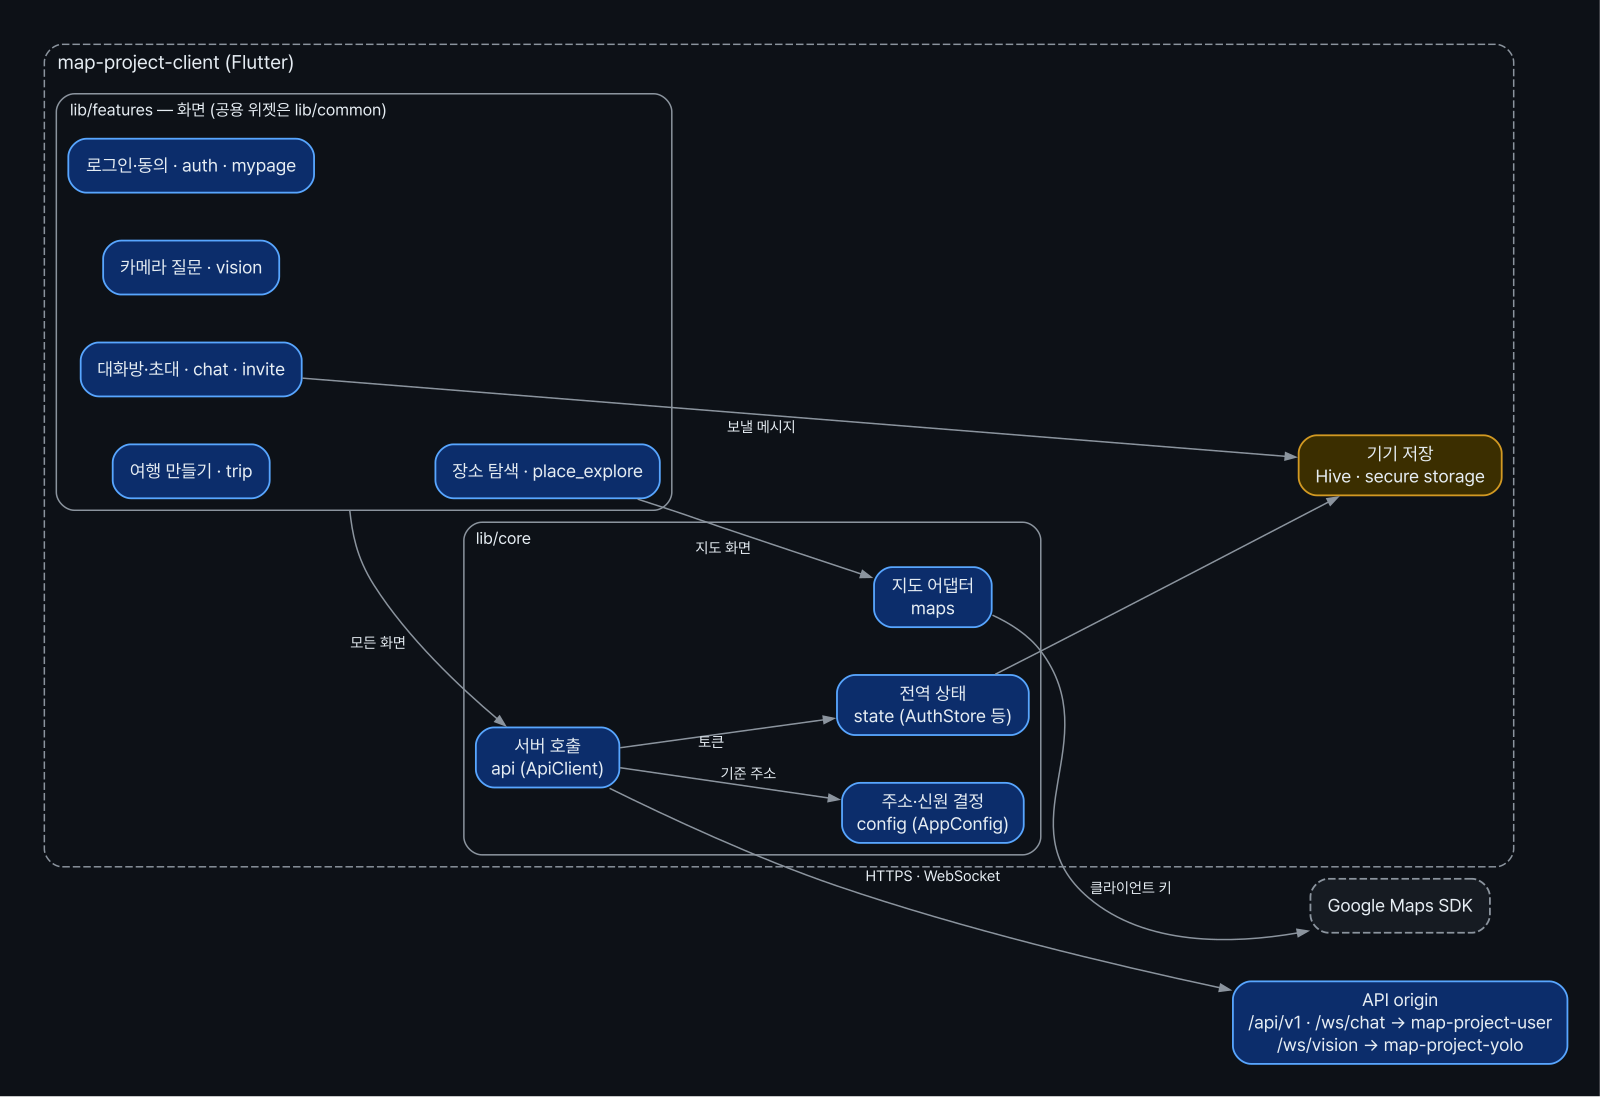 map-project-client (Flutter)
lib/features — 화면 (공용 위젯은 lib/common)
로그인·동의 · auth · mypage
카메라 질문 · vision
대화방·초대 · chat · invite
보낼 메시지
기기 저장
Hive · secure storage
여행 만들기 · trip
장소 탐색 · place_explore
lib/core
지도 화면
지도 어댑터
maps
모든 화면
전역 상태
state (AuthStore 등)
서버 호출
api (ApiClient)
토큰
기준 주소
주소·신원 결정
config (AppConfig)
HTTPS · WebSocket
클라이언트 키
Google Maps SDK
API origin
/api/v1 · /ws/chat → map-project-user
/ws/vision → map-project-yolo